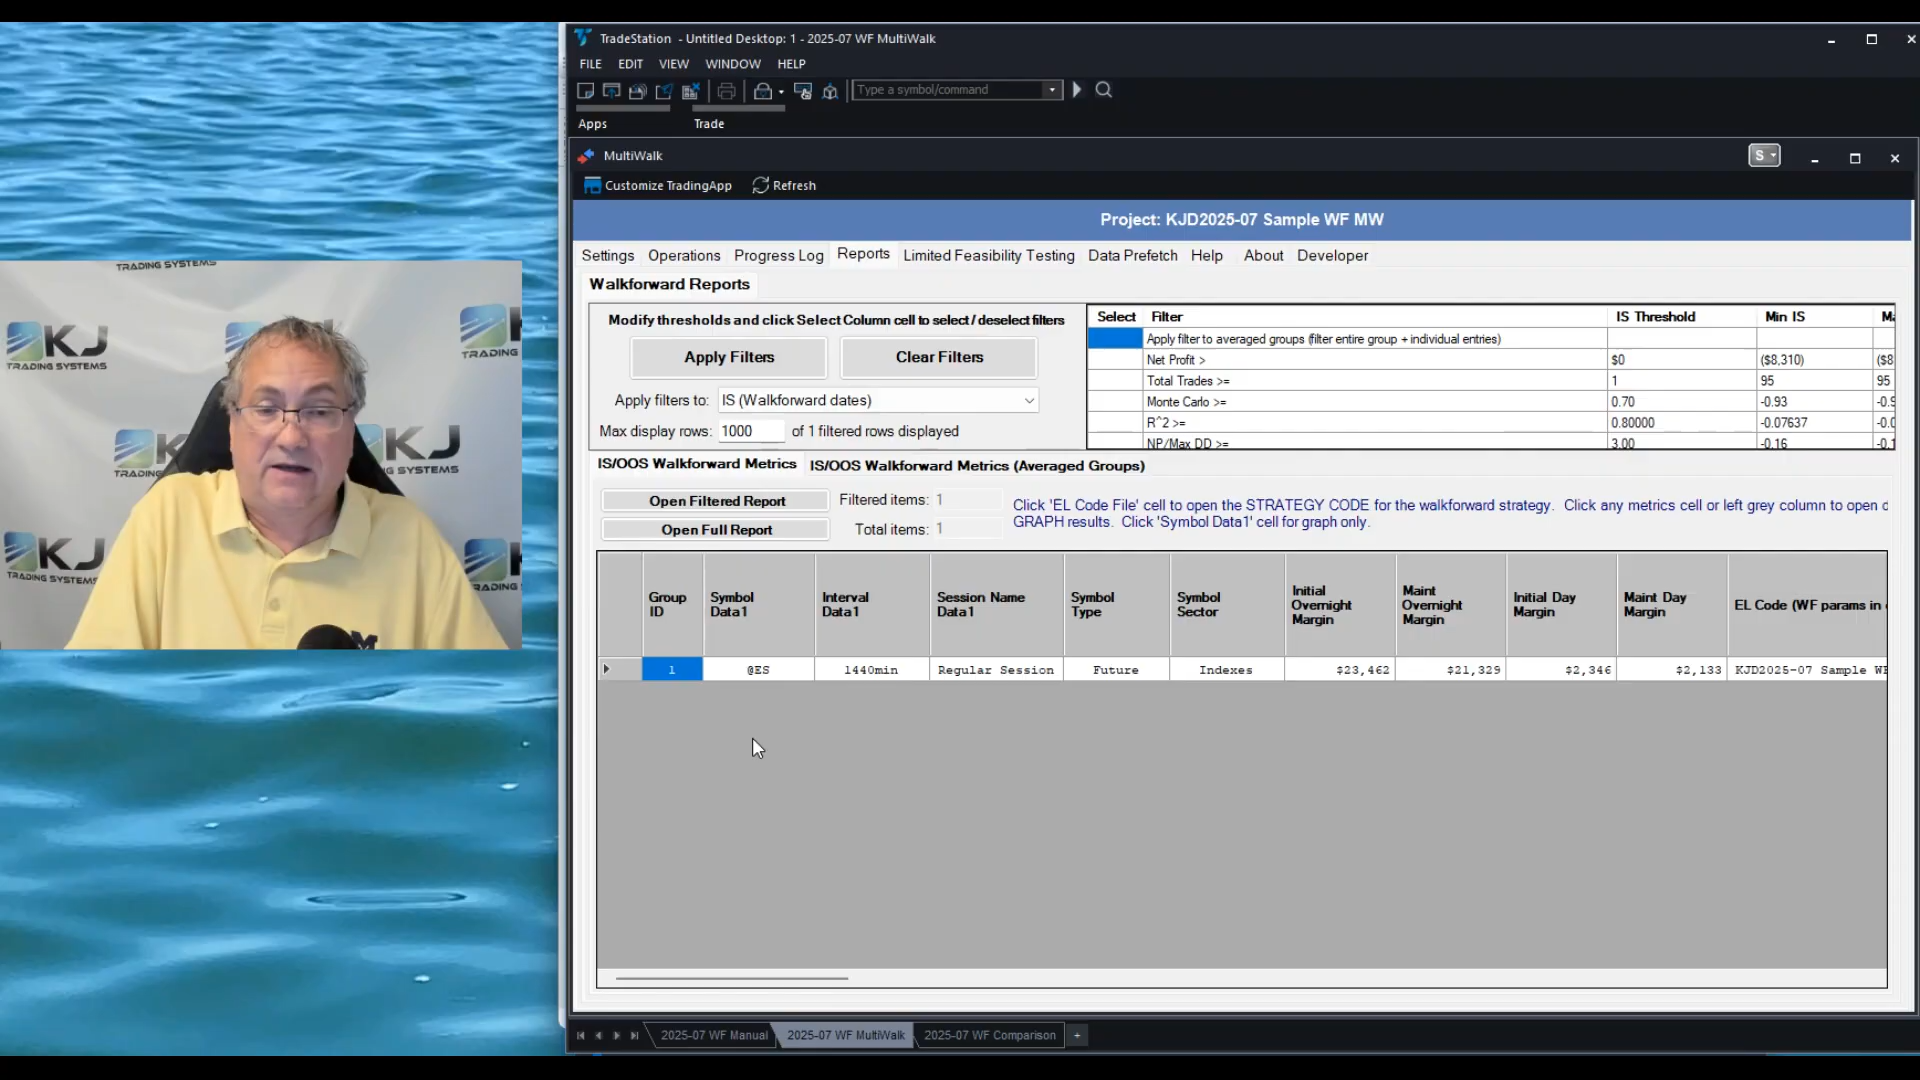 TradeStation - Untitled Desktop: 1 - 2025-07 WF MultiWalk
FILE EDIT VIEW WINDOW HELP
Type a symbol/command
Apps Trade
MultiWalk
S
Customize TradingApp Refresh
Project: KJD2025-07 Sample WF MW
Settings Operations Progress Log Reports Limited Feasibility Testing Data Prefetch Help About Developer
Walkforward Reports
Modify thresholds and click Select Column cell to select / deselect filters
Apply Filters Clear Filters
Apply filters to: IS (Walkforward dates)
Max display rows: 1000 of 1 filtered rows displayed
Select Filter IS Threshold Min IS
Apply filter to averaged groups (filter entire group + individual entries)
Net Profit > $0 ($8,310) ($8
Total Trades >= 1 95 95
Monte Carlo >= 0.70 -0.93
R^2 >= 0.80000 -0.07637
NP/Max DD >= 3.00 -0.16
IS/OOS Walkforward Metrics IS/OOS Walkforward Metrics (Averaged Groups)
Open Filtered Report Filtered items: 1
Open Full Report Total items: 1
Click 'EL Code File' cell to open the STRATEGY CODE for the walkforward strategy. Click any metrics cell or left grey column to open
GRAPH results. Click 'Symbol Data1' cell for graph only.
Group ID Symbol Data1 Interval Data1 Session Name Data1 Symbol Type Symbol Sector Initial Overnight Margin Maint Overnight Margin Initial Day Margin Maint Day Margin EL Code (WF params in
1 @ES 1440min Regular Session Future Indexes $23,462 $21,329 $2,346 $2,133 KJD2025-07 Sample
2025-07 WF Manual 2025-07 WF MultiWalk 2025-07 WF Comparison +
TRADING SYSTEMS
KJ
TRADING SYSTEMS
KJ
TRADING SYSTEMS